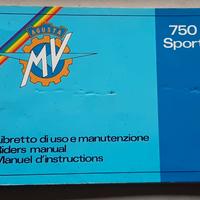 AGUSTA
MV
750
Sport
Libretto di uso e manutenzione
Riders manual
Manuel d'instructions